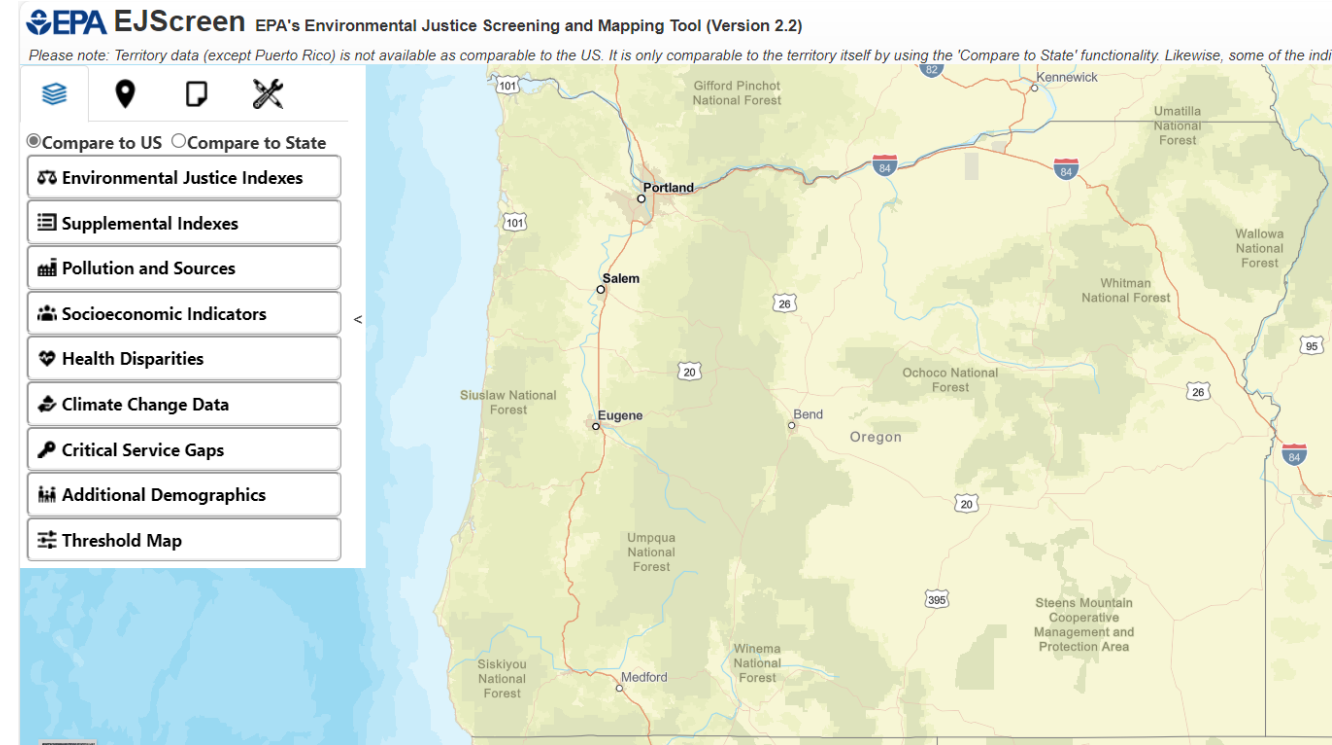 EPA EJScreen EPA's Environmental Justice Screening and Mapping Tool (Version 2.2)
Please note: Territory data (except Puerto Rico) is not available as comparable to the US. It is only comparable to the territory itself by using the 'Compare to State' functionality. Likewise, some of the indi
Compare to US Compare to State
Environmental Justice Indexes
Supplemental Indexes
Pollution and Sources
Socioeconomic Indicators
Health Disparities
Climate Change Data
Critical Service Gaps
Additional Demographics
Threshold Map
<
101
Gifford Pinchot
National Forest
82
Kennewick
Umatilla
National
Forest
84
84
Portland
101
Wallowa
National
Forest
Salem
Whitman
National Forest
26
95
20
Ochoco National
Forest
Siuslaw National
Forest
26
Eugene
Bend
Oregon
84
20
Umpqua
National
Forest
395
Steens Mountain
Cooperative
Management and
Protection Area
Winema
National
Forest
Siskiyou
National
Forest
Medford